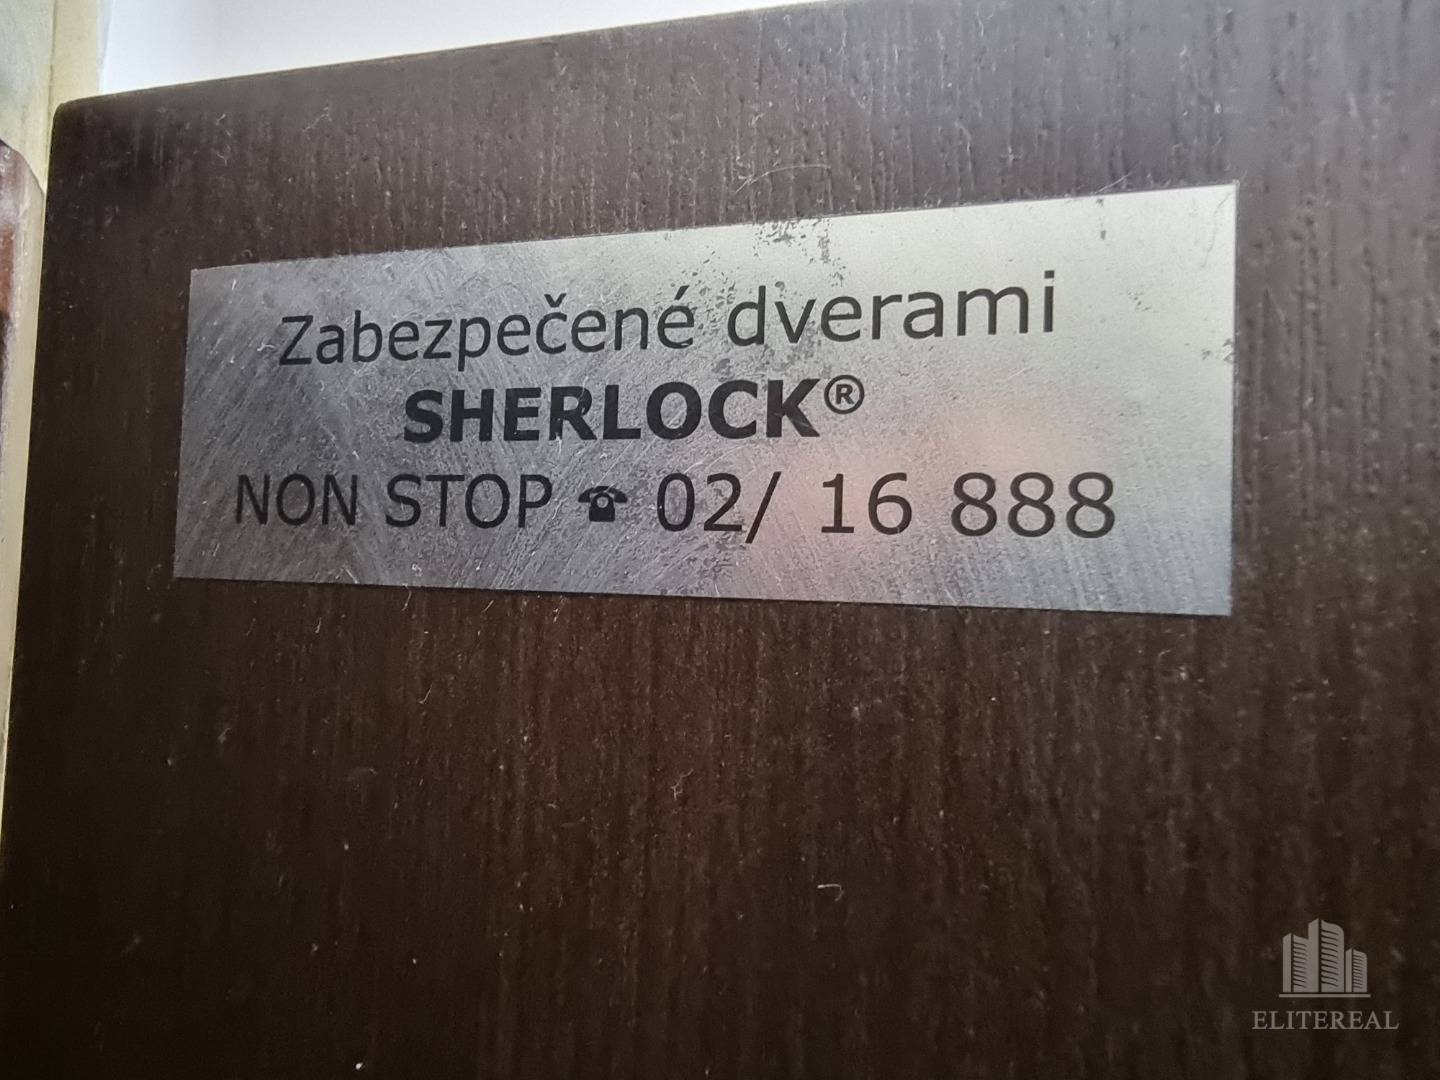 Zabezpečené dverami
SHERLOCK®
NON STOP ☎ 02/ 16 888
ELITEREAL